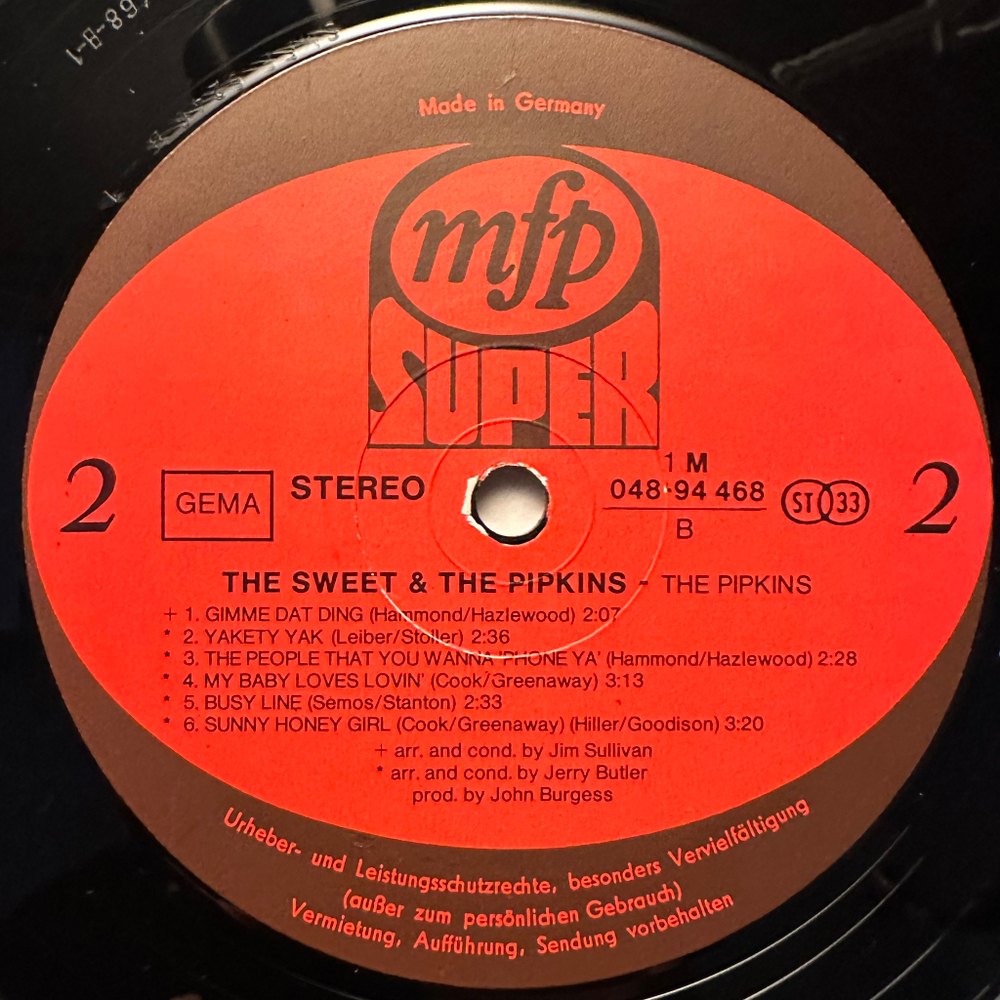 68-B-1
Made in Germany
mfp
SUPER
2
GEMA
STEREO
1 M
048·94 468
B
ST 33
2
THE SWEET & THE PIPKINS - THE PIPKINS
+ 1. GIMME DAT DING (Hammond/Hazlewood) 2:07
* 2. YAKETY YAK (Leiber/Stoller) 2:36
* 3. THE PEOPLE THAT YOU WANNA 'PHONE YA' (Hammond/Hazlewood) 2:28
* 4. MY BABY LOVES LOVIN' (Cook/Greenaway) 3:13
* 5. BUSY LINE (Semos/Stanton) 2:33
* 6. SUNNY HONEY GIRL (Cook/Greenaway) (Hiller/Goodison) 3:20
+ arr. and cond. by Jim Sullivan
* arr. and cond. by Jerry Butler
prod. by John Burgess
Urheber- und Leistungsschutzrechte, besonders Vervielfältigung
(außer zum persönlichen Gebrauch)
Vermietung, Aufführung, Sendung vorbehalten